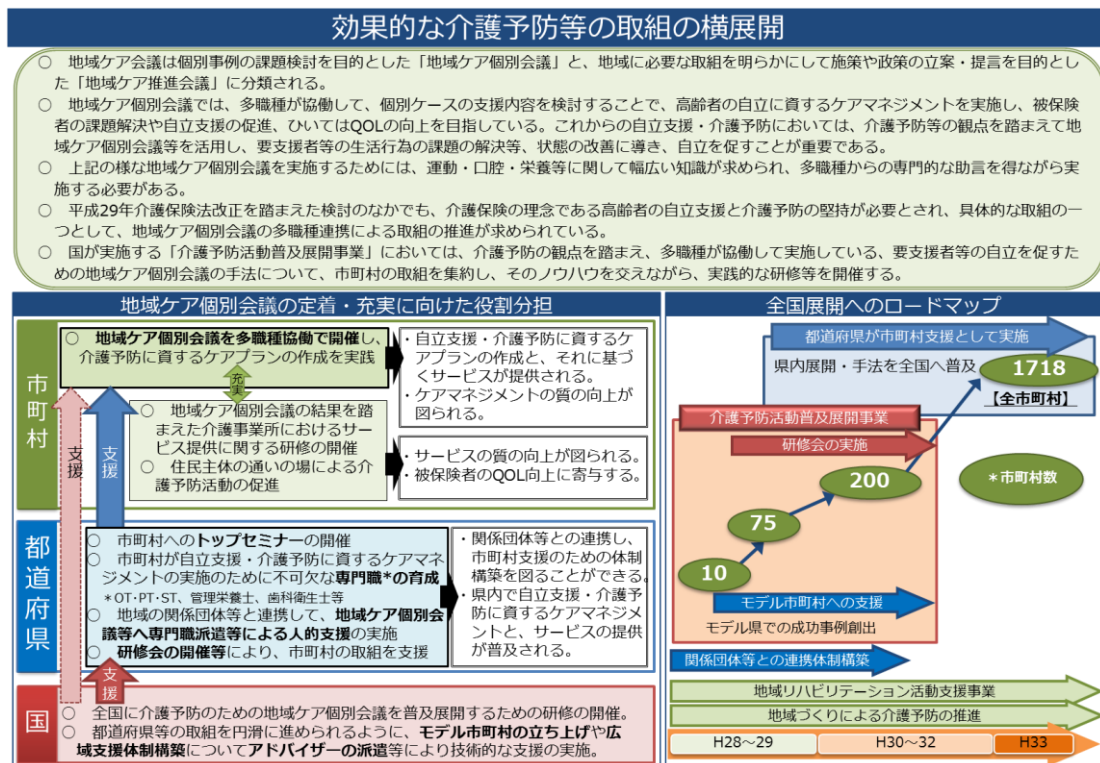 効果的な介護予防等の取組の横展開
○　地域ケア会議は個別事例の課題検討を目的とした「地域ケア個別会議」と、地域に必要な取組を明らかにして施策や政策の立案・提言を目的とし
た「地域ケア推進会議」に分類される。
○　地域ケア個別会議では、多職種が協働して、個別ケースの支援内容を検討することで、高齢者の自立に資するケアマネジメントを実施し、被保険
者の課題解決や自立支援の促進、ひいてはQOLの向上を目指している。これからの自立支援・介護予防においては、介護予防等の観点を踏まえて地
域ケア個別会議等を活用し、要支援者等の生活行為の課題の解決等、状態の改善に導き、自立を促すことが重要である。
○　上記の様な地域ケア個別会議を実施するためには、運動・口腔・栄養等に関して幅広い知識が求められ、多職種からの専門的な助言を得ながら実
施する必要がある。
○　平成29年介護保険法改正を踏まえた検討のなかでも、介護保険の理念である高齢者の自立支援と介護予防の堅持が必要とされ、具体的な取組の一
つとして、地域ケア個別会議の多職種連携による取組の推進が求められている。
○　国が実施する「介護予防活動普及展開事業」においては、介護予防の観点を踏まえ、多職種が協働して実施している、要支援者等の自立を促すた
めの地域ケア個別会議の手法について、市町村の取組を集約し、そのノウハウを交えながら、実践的な研修等を開催する。
地域ケア個別会議の定着・充実に向けた役割分担
市町村
○　地域ケア個別会議を多職種協働で開催し、
介護予防に資するケアプランの作成を実践
・自立支援・介護予防に資するケ
アプランの作成と、それに基づ
くサービスが提供される。
・ケアマネジメントの質の向上が
図られる。
充実
○　地域ケア個別会議の結果を踏
まえた介護事業所におけるサー
ビス提供に関する研修の開催
○　住民主体の通いの場による介
護予防活動の促進
・サービスの質の向上が図られる。
・被保険者のQOL向上に寄与する。
支援
支援
都道府県
○　市町村へのトップセミナーの開催
○　市町村が自立支援・介護予防に資するケアマネ
ジメントの実施のために不可欠な専門職*の育成
＊OT・PT・ST、管理栄養士、歯科衛生士等
○　地域の関係団体等と連携して、地域ケア個別会
議等へ専門職派遣等による人的支援の実施
○　研修会の開催等により、市町村の取組を支援
・関係団体等との連携し、
市町村支援のための体制
構築を図ることができる。
・県内で自立支援・介護予
防に資するケアマネジメ
ントと、サービスの提供
が普及される。
支援
国
○　全国に介護予防のための地域ケア個別会議を普及展開するための研修の開催。
○　都道府県等の取組を円滑に進められるように、モデル市町村の立ち上げや広
域支援体制構築についてアドバイザーの派遣等により技術的な支援の実施。
全国展開へのロードマップ
都道府県が市町村支援として実施
県内展開・手法を全国へ普及
1718
【全市町村】
介護予防活動普及展開事業
研修会の実施
200
＊市町村数
75
10
モデル市町村への支援
モデル県での成功事例創出
関係団体等との連携体制構築
地域リハビリテーション活動支援事業
地域づくりによる介護予防の推進
H28～29
H30～32
H33